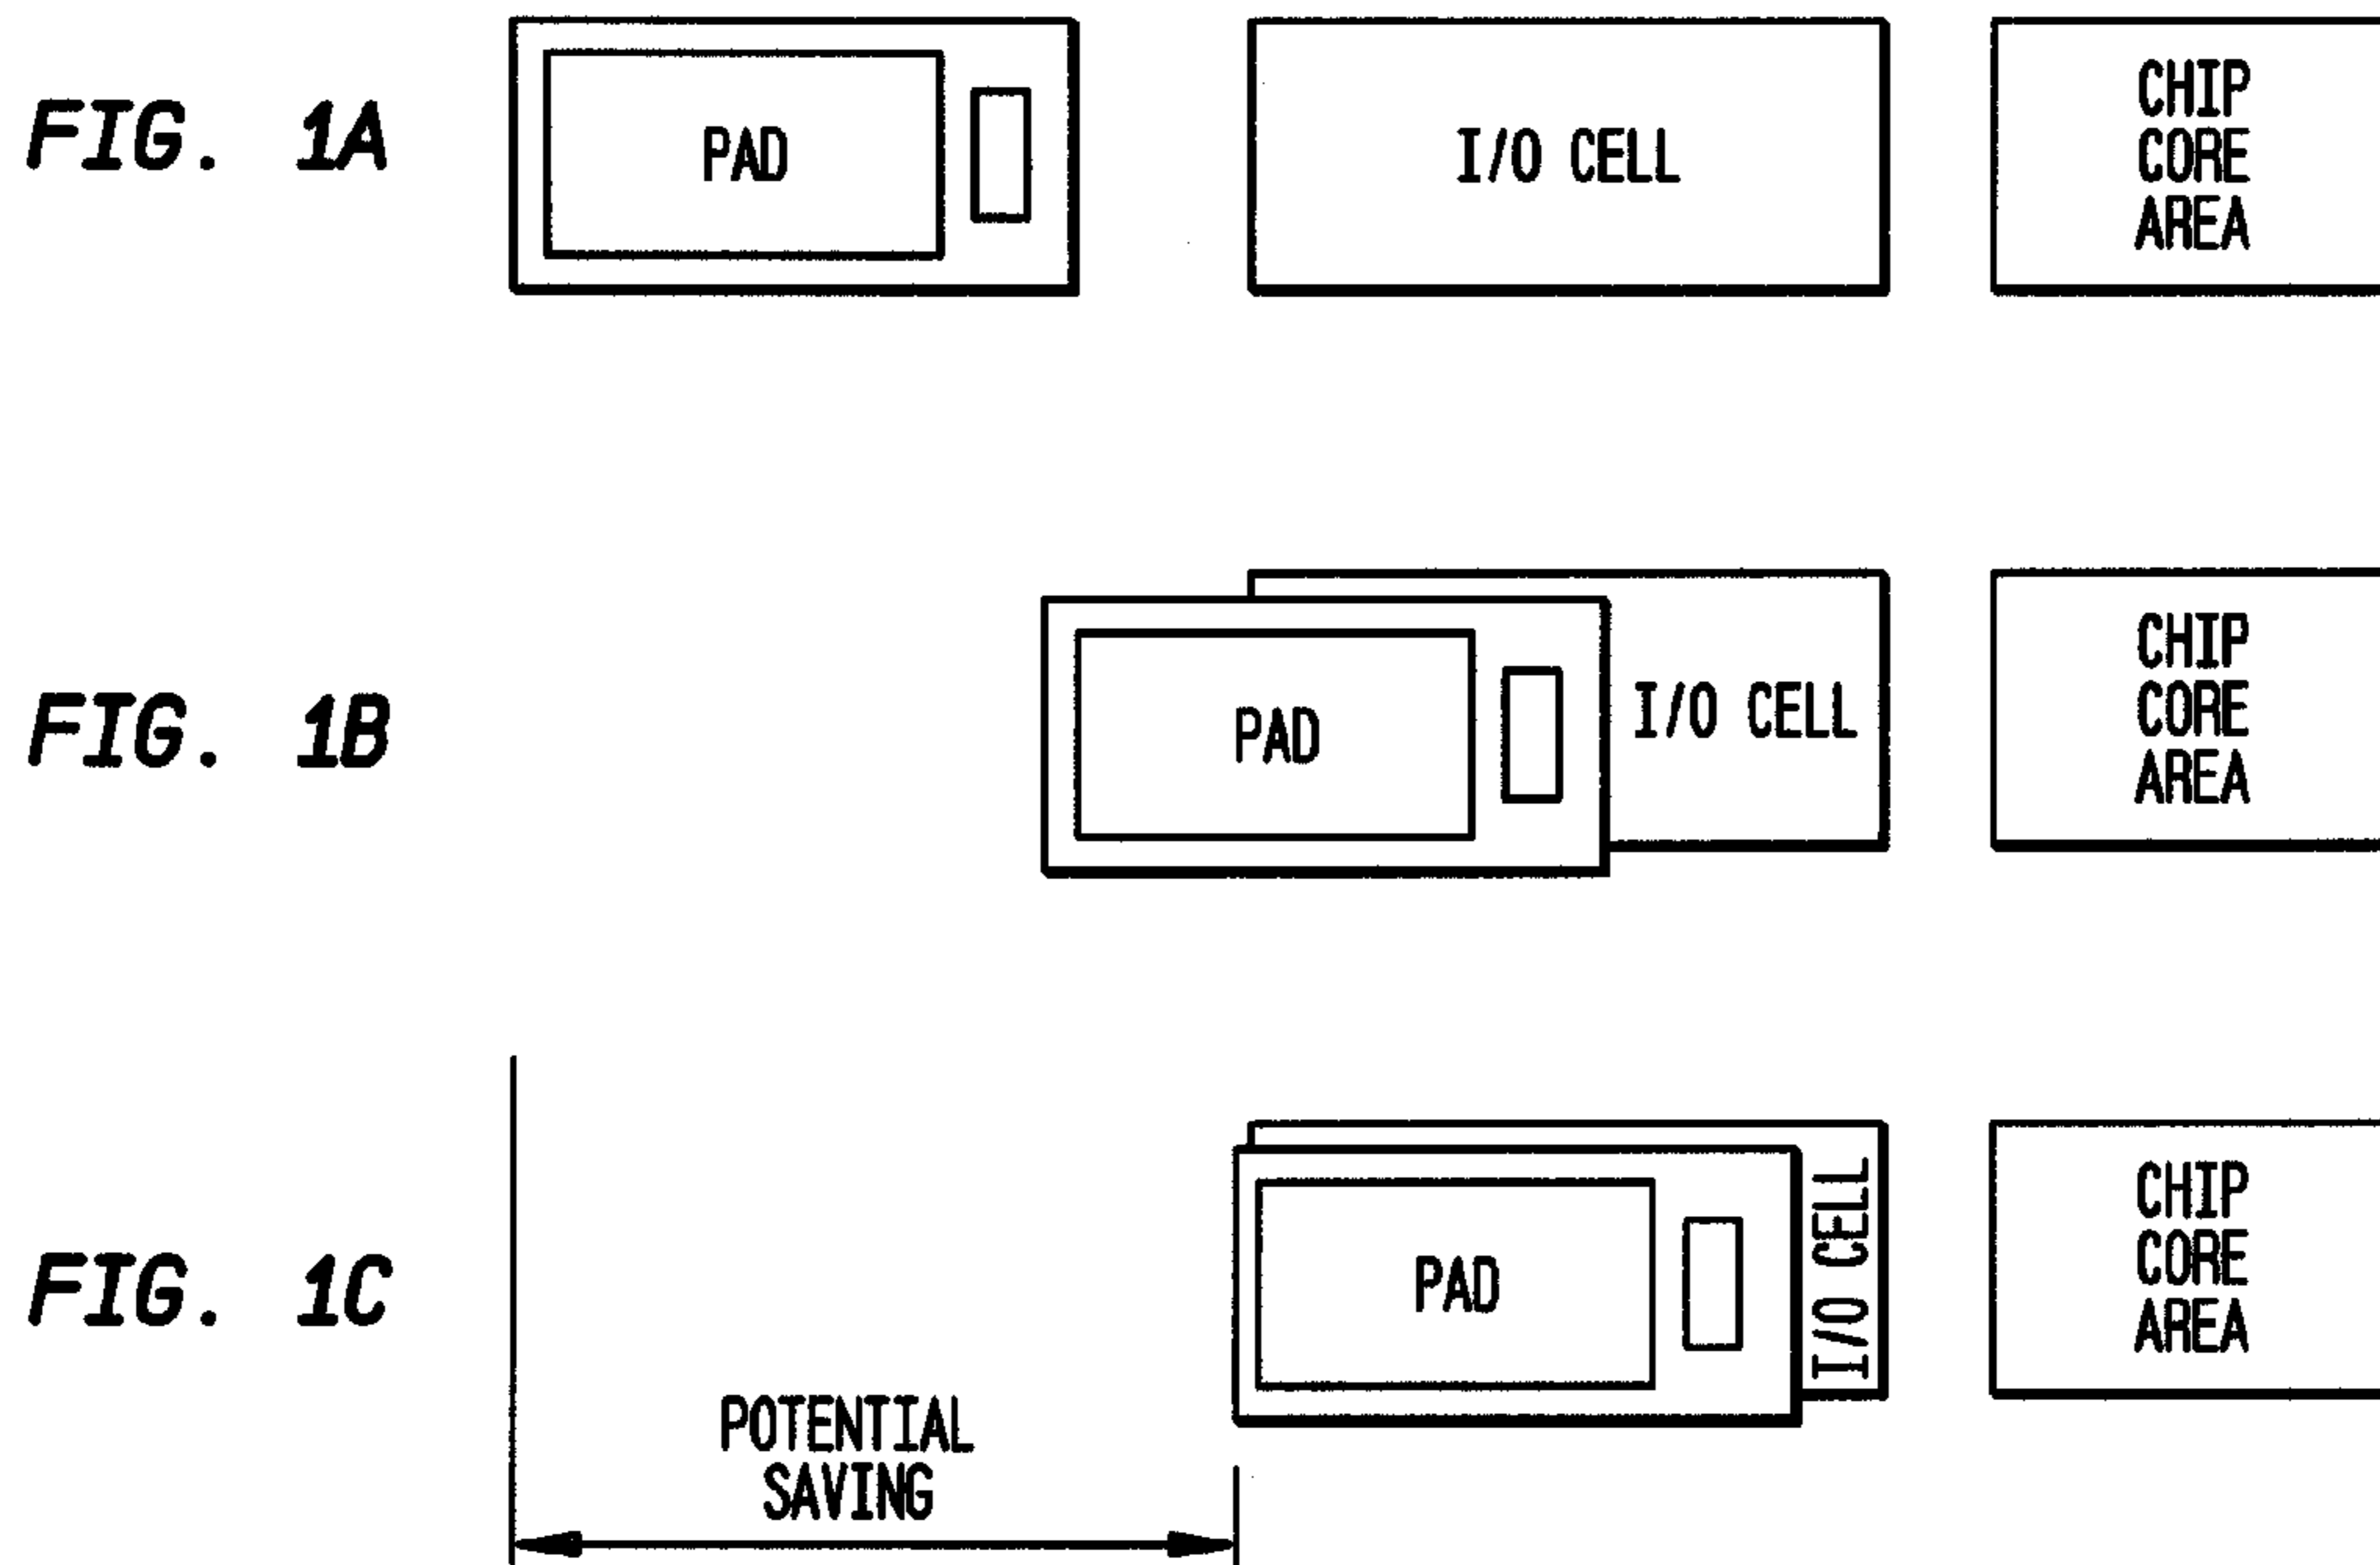 FIG. 1A
PAD
I/O CELL
CHIP
CORE
AREA
FIG. 1B
PAD
I/O CELL
CHIP
CORE
AREA
FIG. 1C
PAD
I/O CELL
CHIP
CORE
AREA
POTENTIAL
SAVING